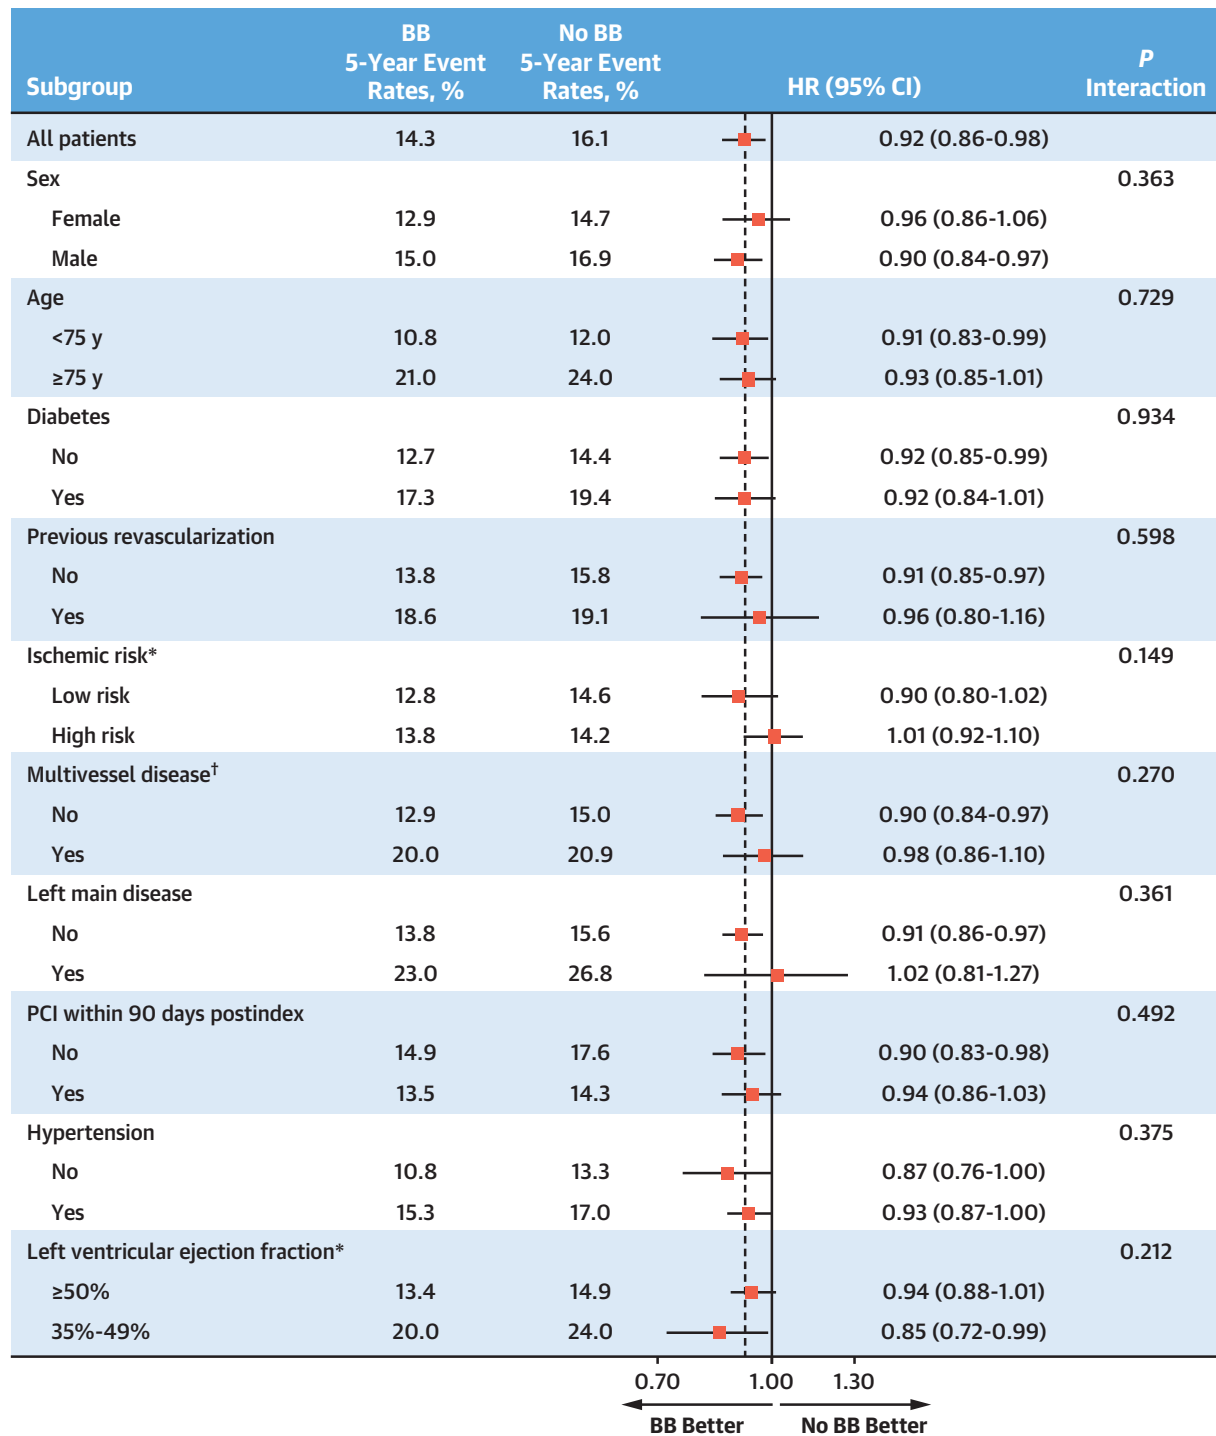 Subgroup BB 5-Year Event Rates, % No BB 5-Year Event Rates, % HR (95% CI) P Interaction
All patients 14.3 16.1 0.92 (0.86-0.98)
Sex 0.363
Female 12.9 14.7 0.96 (0.86-1.06)
Male 15.0 16.9 0.90 (0.84-0.97)
Age 0.729
<75 y 10.8 12.0 0.91 (0.83-0.99)
≥75 y 21.0 24.0 0.93 (0.85-1.01)
Diabetes 0.934
No 12.7 14.4 0.92 (0.85-0.99)
Yes 17.3 19.4 0.92 (0.84-1.01)
Previous revascularization 0.598
No 13.8 15.8 0.91 (0.85-0.97)
Yes 18.6 19.1 0.96 (0.80-1.16)
Ischemic risk* 0.149
Low risk 12.8 14.6 0.90 (0.80-1.02)
High risk 13.8 14.2 1.01 (0.92-1.10)
Multivessel disease† 0.270
No 12.9 15.0 0.90 (0.84-0.97)
Yes 20.0 20.9 0.98 (0.86-1.10)
Left main disease 0.361
No 13.8 15.6 0.91 (0.86-0.97)
Yes 23.0 26.8 1.02 (0.81-1.27)
PCI within 90 days postindex 0.492
No 14.9 17.6 0.90 (0.83-0.98)
Yes 13.5 14.3 0.94 (0.86-1.03)
Hypertension 0.375
No 10.8 13.3 0.87 (0.76-1.00)
Yes 15.3 17.0 0.93 (0.87-1.00)
Left ventricular ejection fraction* 0.212
≥50% 13.4 14.9 0.94 (0.88-1.01)
35%-49% 20.0 24.0 0.85 (0.72-0.99)
0.70 1.00 1.30
BB Better No BB Better